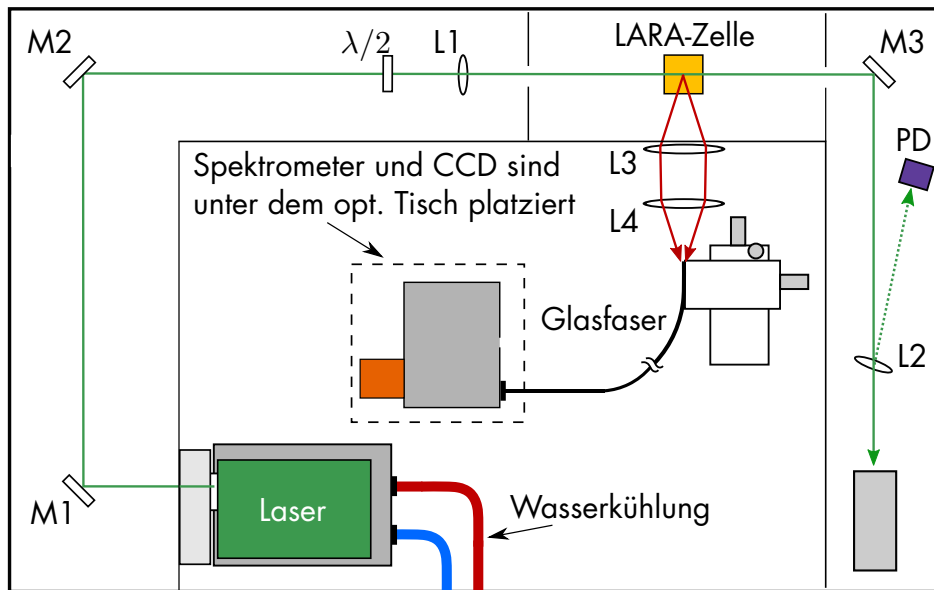 M2
λ/2
L1
LARA-Zelle
M3
PD
L3
Spektrometer und CCD sind
unter dem opt. Tisch platziert
L4
Glasfaser
L2
M1
Laser
Wasserkühlung